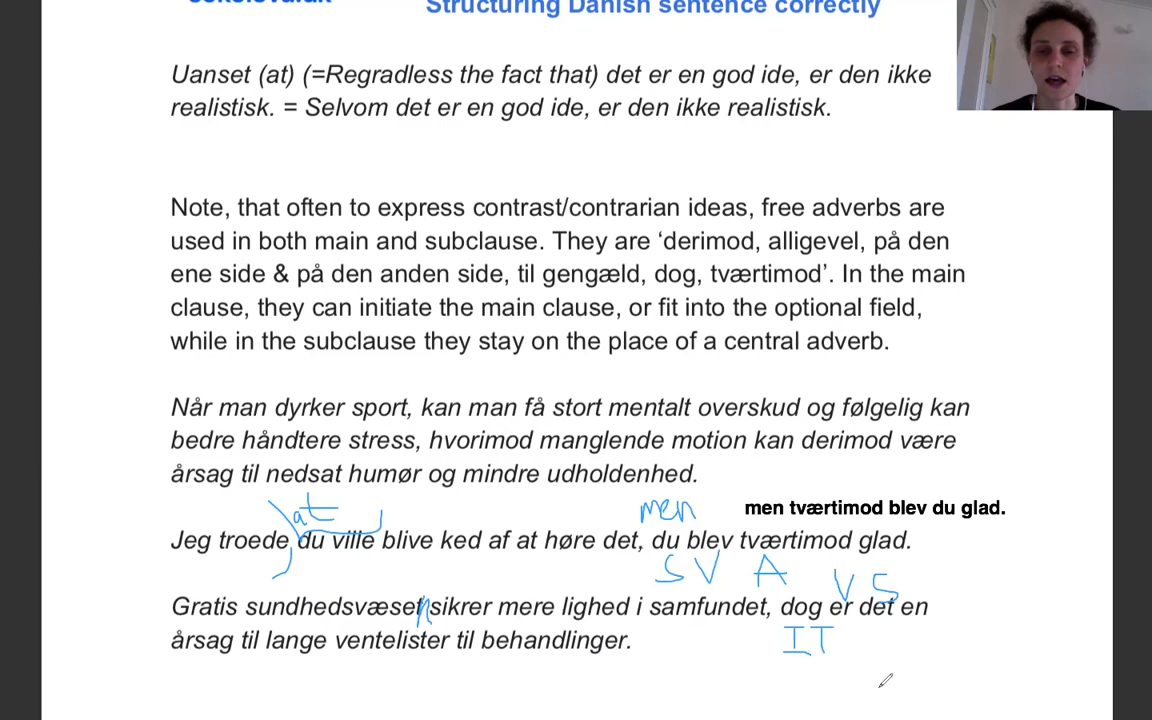 Structuring Danish sentence correctly
Uanset (at) (=Regradless the fact that) det er en god ide, er den ikke
realistisk. = Selvom det er en god ide, er den ikke realistisk.
Note, that often to express contrast/contrarian ideas, free adverbs are
used in both main and subclause. They are ‘derimod, alligevel, på den
ene side & på den anden side, til gengæld, dog, tværtimod’. In the main
clause, they can initiate the main clause, or fit into the optional field,
while in the subclause they stay on the place of a central adverb.
Når man dyrker sport, kan man få stort mentalt overskud og følgelig kan
bedre håndtere stress, hvorimod manglende motion kan derimod være
årsag til nedsat humør og mindre udholdenhed.
at men men tværtimod blev du glad.
Jeg troede, du ville blive ked af at høre det, du blev tværtimod glad.
S V A V S
Gratis sundhedsvæsen sikrer mere lighed i samfundet, dog er det en
årsag til lange ventelister til behandlinger. IT